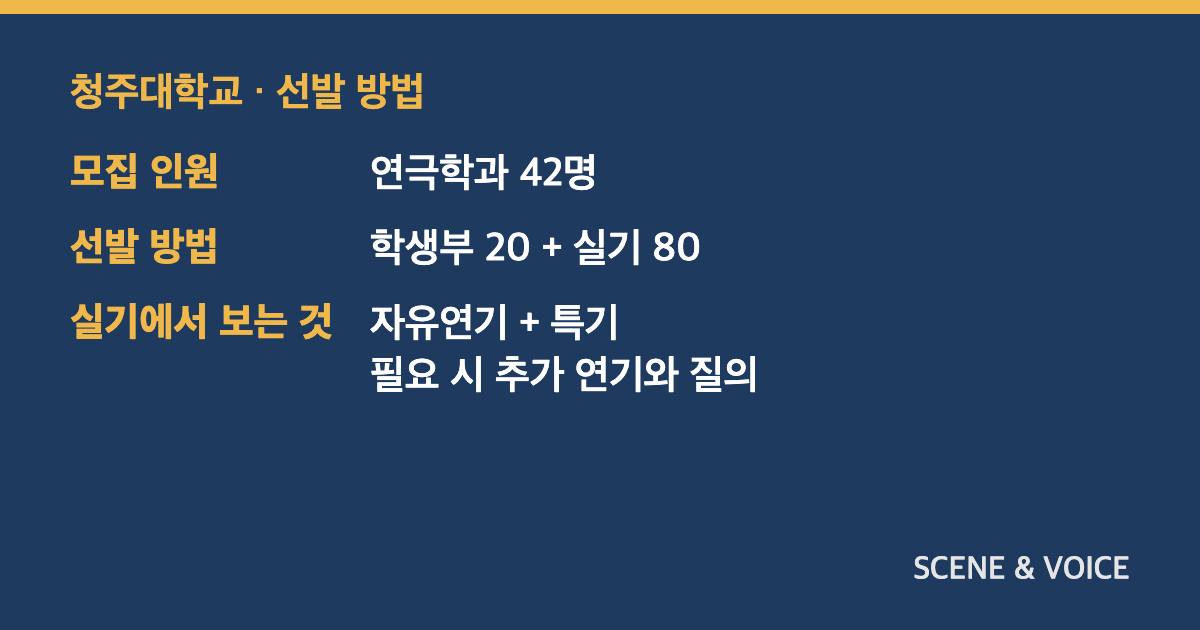 청주대학교 · 선발 방법
모집 인원 연극학과 42명
선발 방법 학생부 20 + 실기 80
실기에서 보는 것 자유연기 + 특기
필요 시 추가 연기와 질의
SCENE & VOICE